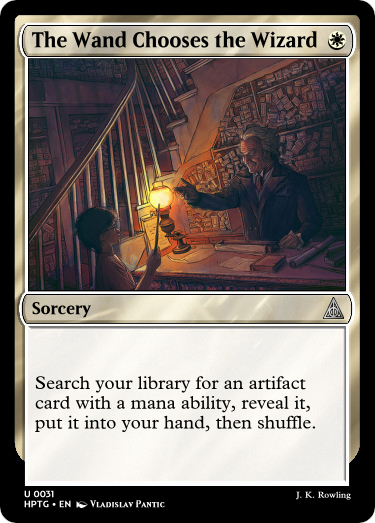 The Wand Chooses the Wizard
Sorcery
Search your library for an artifact
card with a mana ability, reveal it,
put it into your hand, then shuffle.
U 0031
HPTG • EN Vladislav Pantic
J. K. Rowling